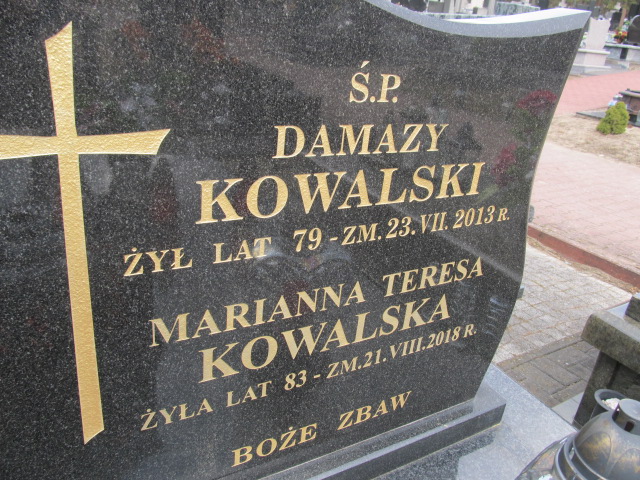 Ś.P.
DAMAZY
KOWALSKI
ŻYŁ LAT 79 - ZM. 23. VII. 2013 R.
MARIANNA TERESA
KOWALSKA
ŻYŁA LAT 83 - ZM. 21. VIII. 2018 R.
BOŻE ZBAW